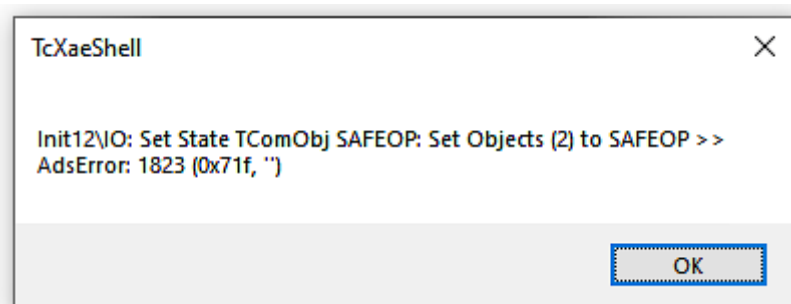 TcXaeShell
Init12\IO: Set State TComObj SAFEOP: Set Objects (2) to SAFEOP >>
AdsError: 1823 (0x71f, '')
OK